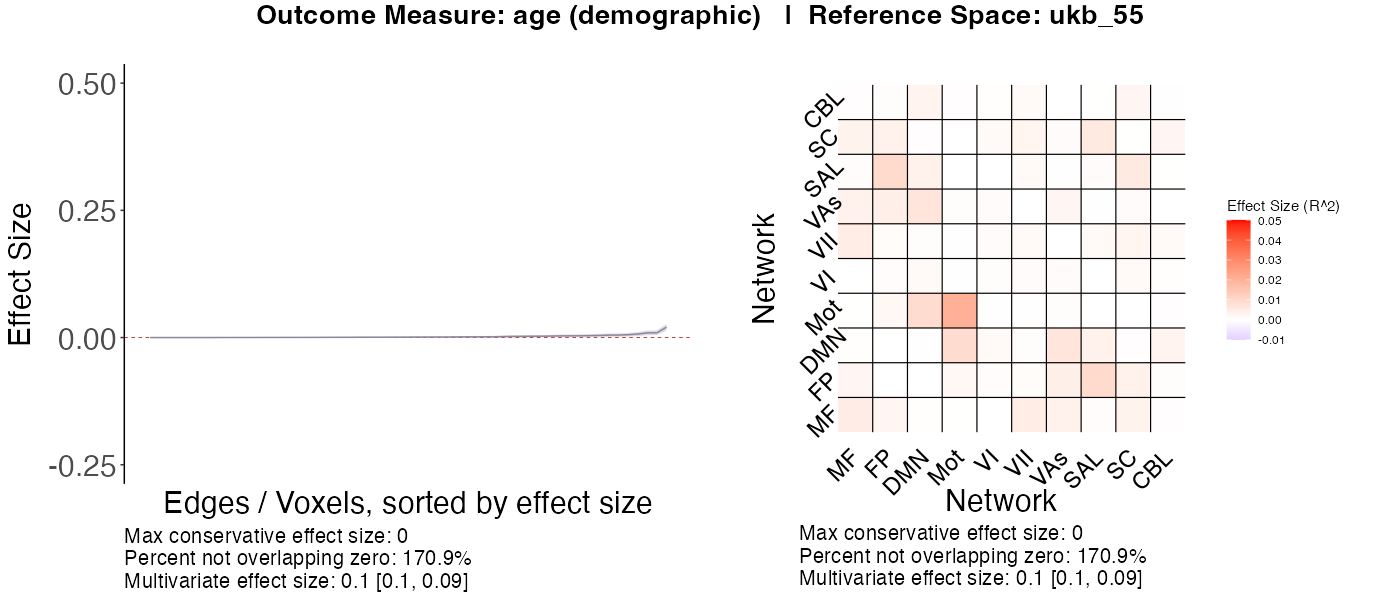 Outcome Measure: age (demographic) | Reference Space: ukb_55
0.50
0.25
0.00
-0.25
Effect Size
Edges / Voxels, sorted by effect size
Max conservative effect size: 0
Percent not overlapping zero: 170.9%
Multivariate effect size: 0.1 [0.1, 0.09]
Network
CBL
SC
SAL
VAs
VII
VI
Mot
DMN
FP
MF
MF
FP
DMN
Mot
VI
VII
VAs
SAL
SC
CBL
Network
Max conservative effect size: 0
Percent not overlapping zero: 170.9%
Multivariate effect size: 0.1 [0.1, 0.09]
Effect Size (R^2)
0.05
0.04
0.03
0.02
0.01
0.00
-0.01